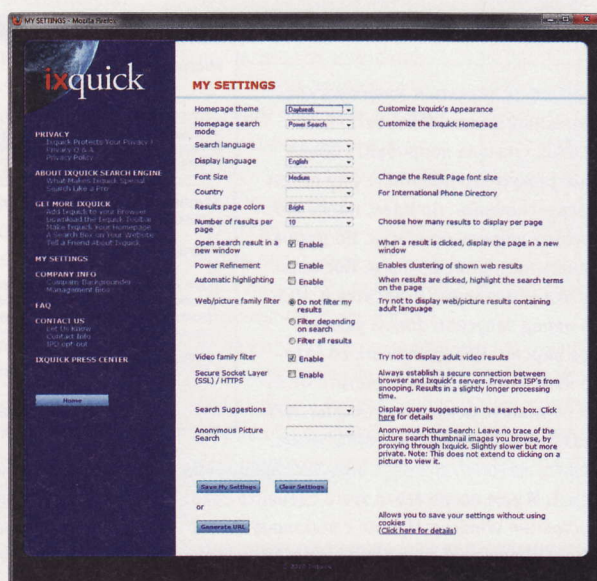 MY SETTINGS - Mozilla Firefox
ixquick
PRIVACY
Ixquick Protects Your Privacy !
Privacy Q & A
Privacy Policy
ABOUT IXQUICK SEARCH ENGINE
What Makes Ixquick Special
Search Like a Pro
GET MORE IXQUICK
Add Ixquick to your Browser
Download the Ixquick Toolbar
Make Ixquick Your Homepage
A Search Box on Your Website
Tell a Friend About Ixquick
MY SETTINGS
COMPANY INFO
Company Backgrounder
Management
FAQ
CONTACT US
Let Us Know
Contact Info
opt-out
IXQUICK PRESS CENTER
Home
MY SETTINGS
Homepage theme Customize Ixquick's Appearance
Homepage search mode Power Search Customize the Ixquick Homepage
Search language
Display language English
Font Size Medium Change the Result Page font size
Country For International Phone Directory
Results page colors Bright
Number of results per page 10 Choose how many results to display per page
Open search result in a new window Enable When a result is clicked, display the page in a new window
Power Refinement Enable Enables clustering of shown web results
Automatic highlighting Enable When results are clicked, highlight the search terms on the page
Web/picture family filter Do not filter my results Try not to display web/picture results containing adult language
Filter depending on search
Filter all results
Video family filter Enable Try not to display adult video results
Secure Socket Layer (SSL) / HTTPS Enable Always establish a secure connection between browser and Ixquick's servers. Prevents ISP's from snooping. Results in a slightly longer processing time.
Search Suggestions Display query suggestions in the search box. Click here for details
Anonymous Picture Search Anonymous Picture Search: Leave no trace of the picture search thumbnail images you browse, by proxying through Ixquick. Slightly slower but more private. Note: This does not extend to clicking on a picture to view it.
Save My Settings Clear Settings
or
Generate URL Allows you to save your settings without using cookies
(Click here for details)